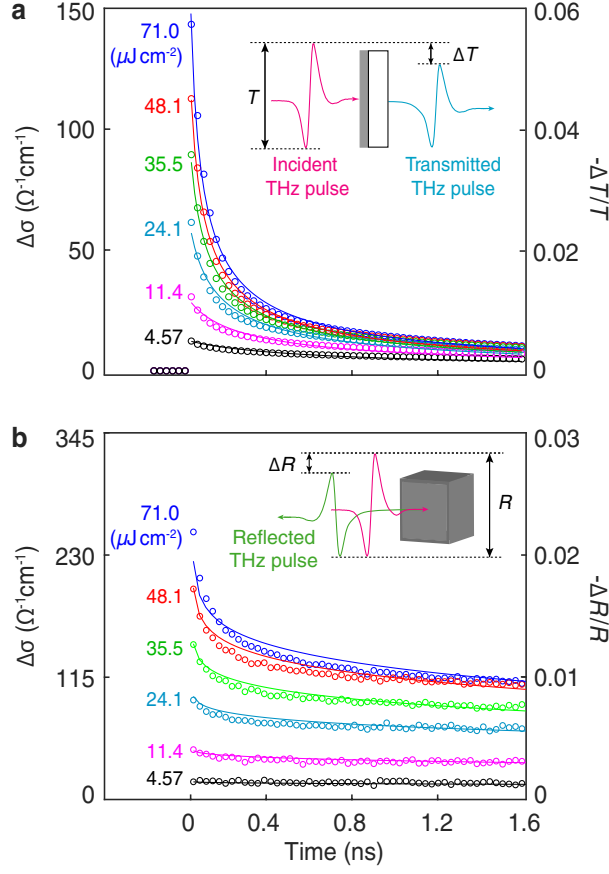 a
150
100
50
0
Δσ (Ω⁻¹cm⁻¹)
71.0
(μJ cm⁻²)
48.1
35.5
24.1
11.4
4.57
T
ΔT
Incident
THz pulse
Transmitted
THz pulse
0.06
0.04
0.02
0
-ΔT/T
b
345
230
115
0
Δσ (Ω⁻¹cm⁻¹)
71.0
(μJ cm⁻²)
48.1
35.5
24.1
11.4
4.57
ΔR
R
Reflected
THz pulse
0.03
0.02
0.01
0
-ΔR/R
0
0.4
0.8
1.2
1.6
Time (ns)